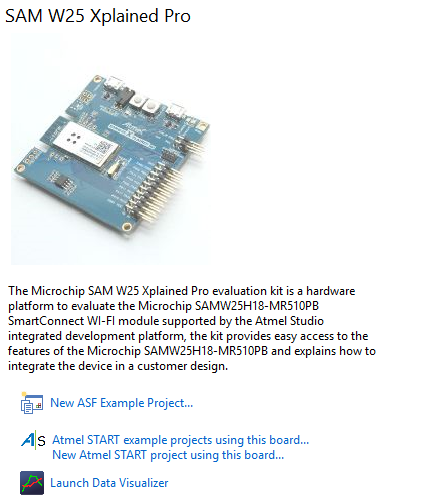 SAM W25 Xplained Pro
The Microchip SAM W25 Xplained Pro evaluation kit is a hardware
platform to evaluate the Microchip SAMW25H18-MR510PB
SmartConnect WI-FI module supported by the Atmel Studio
integrated development platform, the kit provides easy access to the
features of the Microchip SAMW25H18-MR510PB and explains how to
integrate the device in a customer design.
New ASF Example Project...
Atmel START example projects using this board...
New Atmel START project using this board...
Launch Data Visualizer